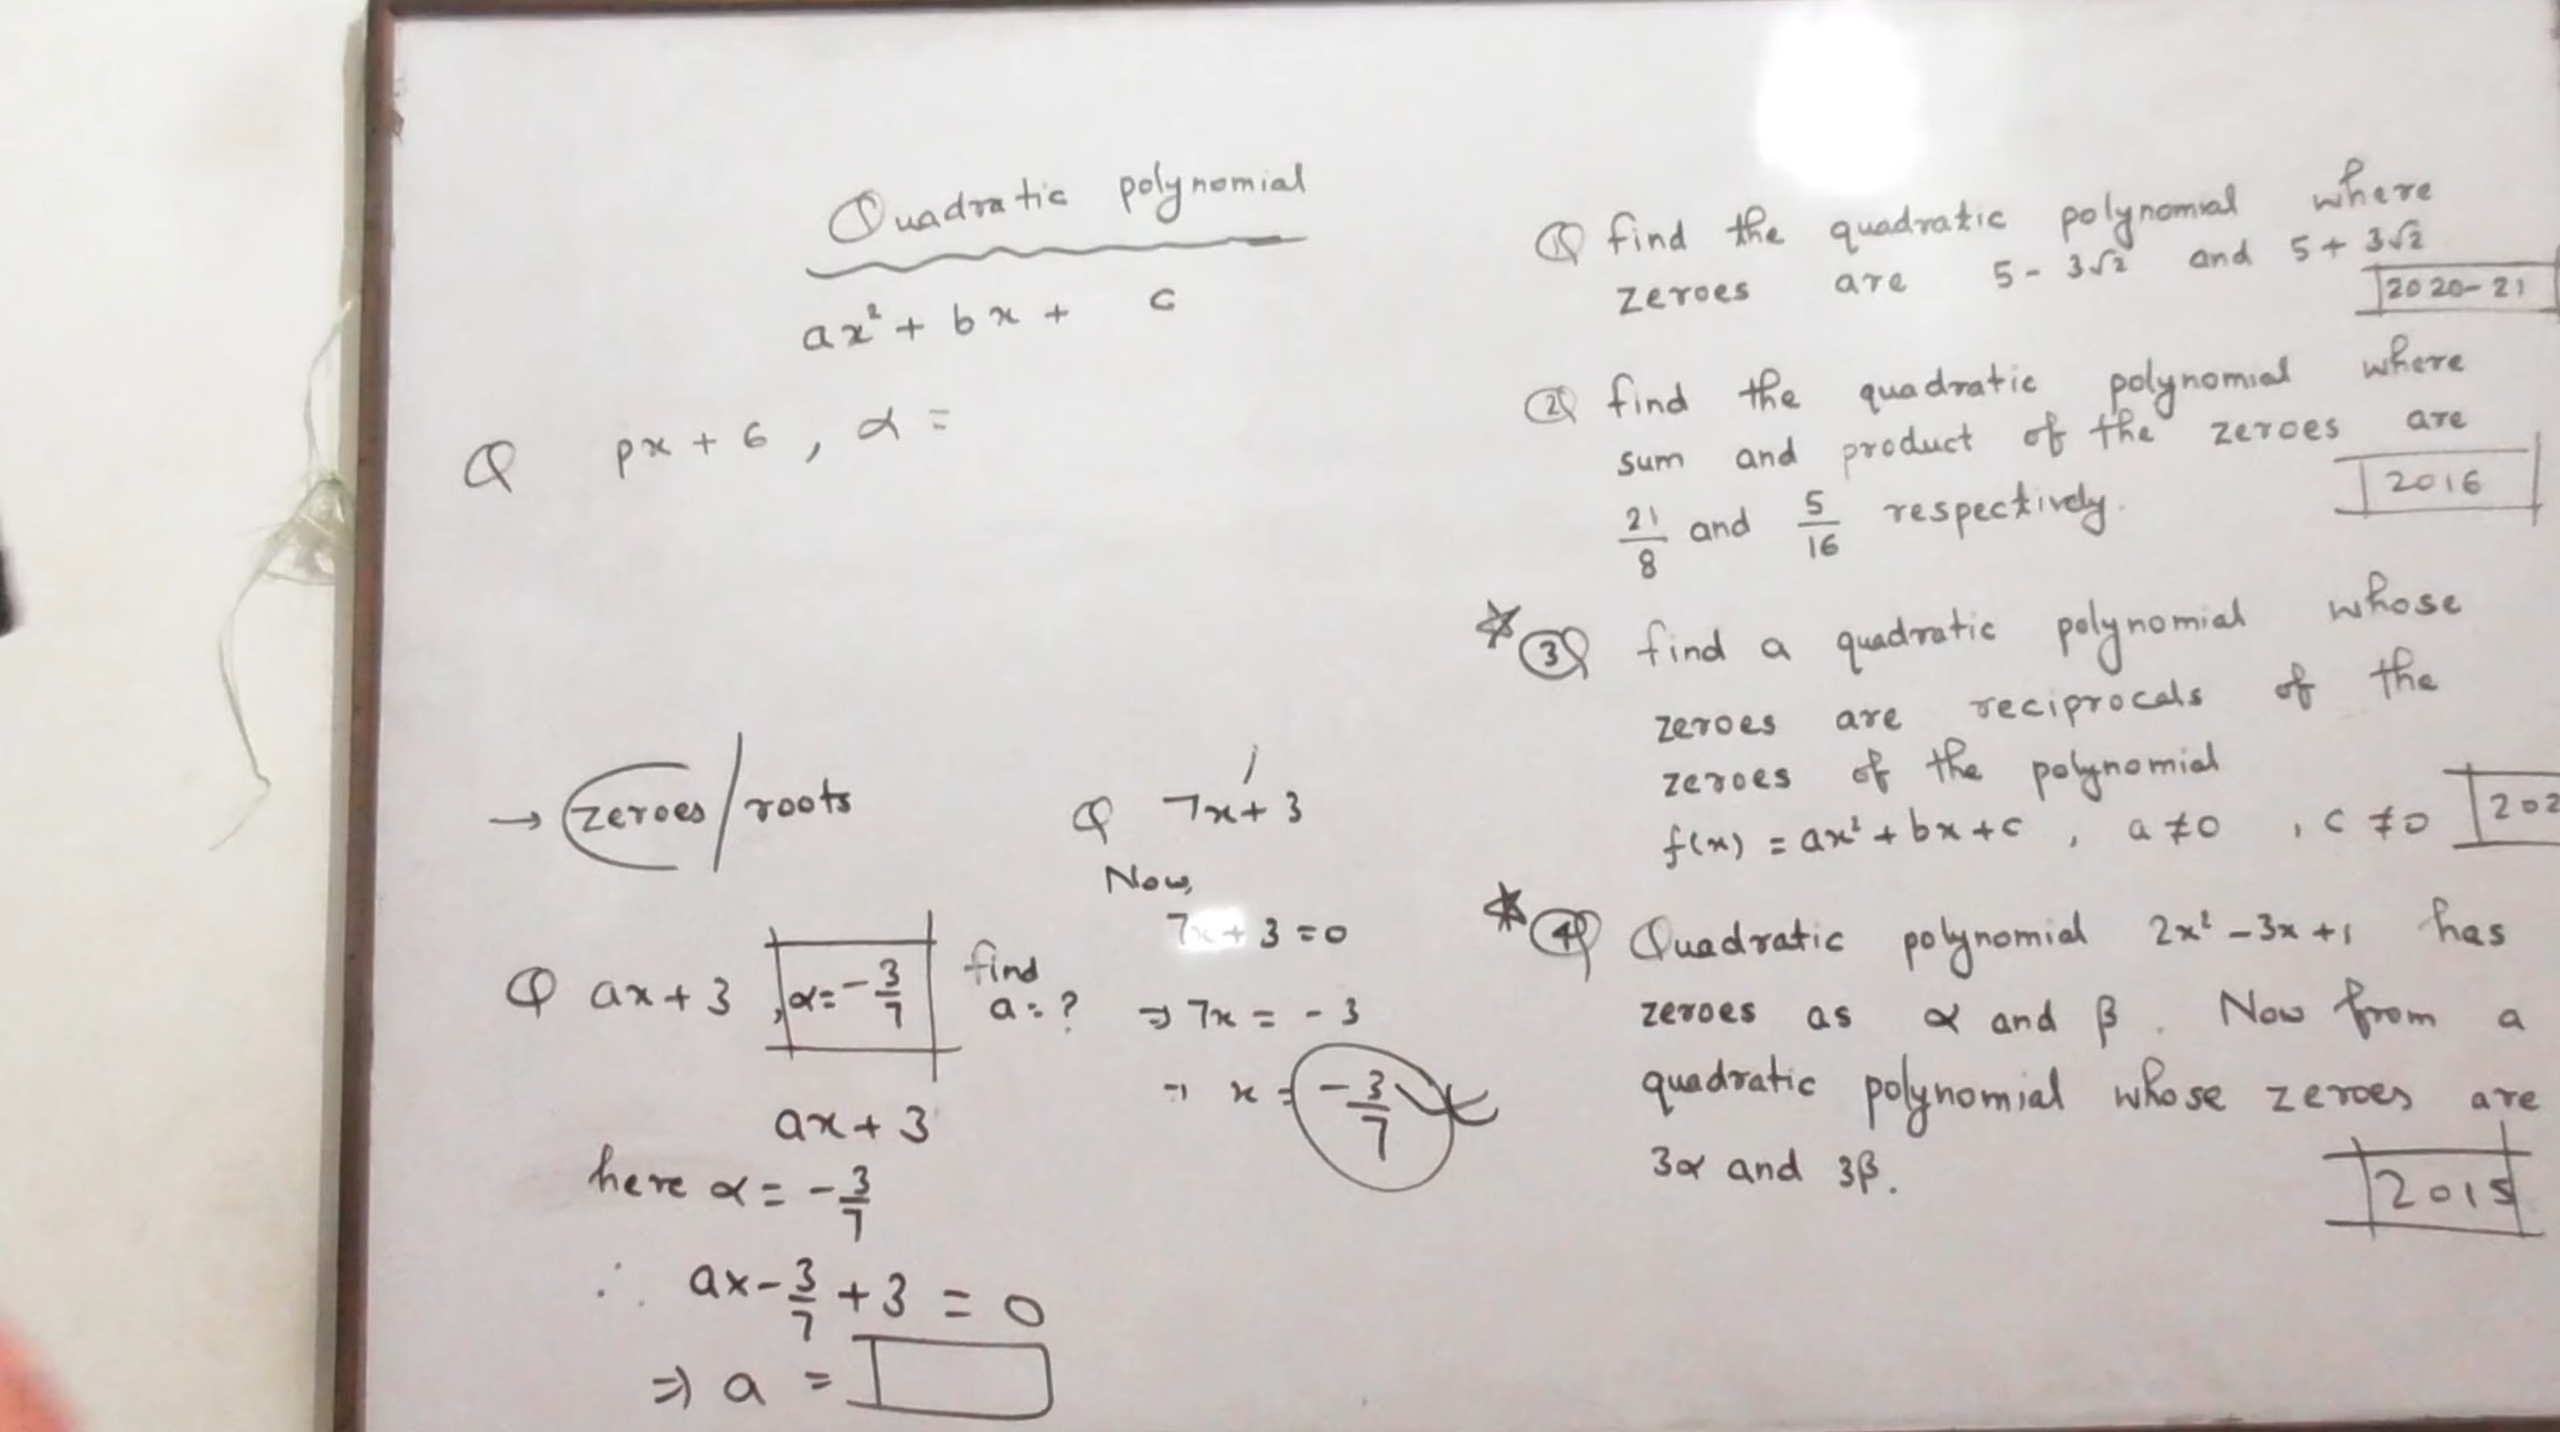 Quadratic polynomial
ax² + bx + c
Q px + 6 , α =
→ zeroes / roots
Q ax + 3 , α = -3/7 find a = ?
ax + 3
here α = -3/7
∴ a × -3/7 + 3 = 0
⇒ a =
Q 7x + 3
Now,
7x + 3 = 0
⇒ 7x = - 3
⇒ x = -3/7
1Q find the quadratic polynomial where
zeroes are 5 - 3√2 and 5 + 3√2
2020-21
2Q find the quadratic polynomial where
sum and product of the zeroes are
21/8 and 5/16 respectively.
2016
☆ 3Q find a quadratic polynomial whose
zeroes are reciprocals of the
zeroes of the polynomial
f(x) = ax² + bx + c , a ≠ 0 , c ≠ 0
☆ 4Q Quadratic polynomial 2x² - 3x + 1 has
zeroes as α and β . Now from a
quadratic polynomial whose zeroes are
3α and 3β.
2015